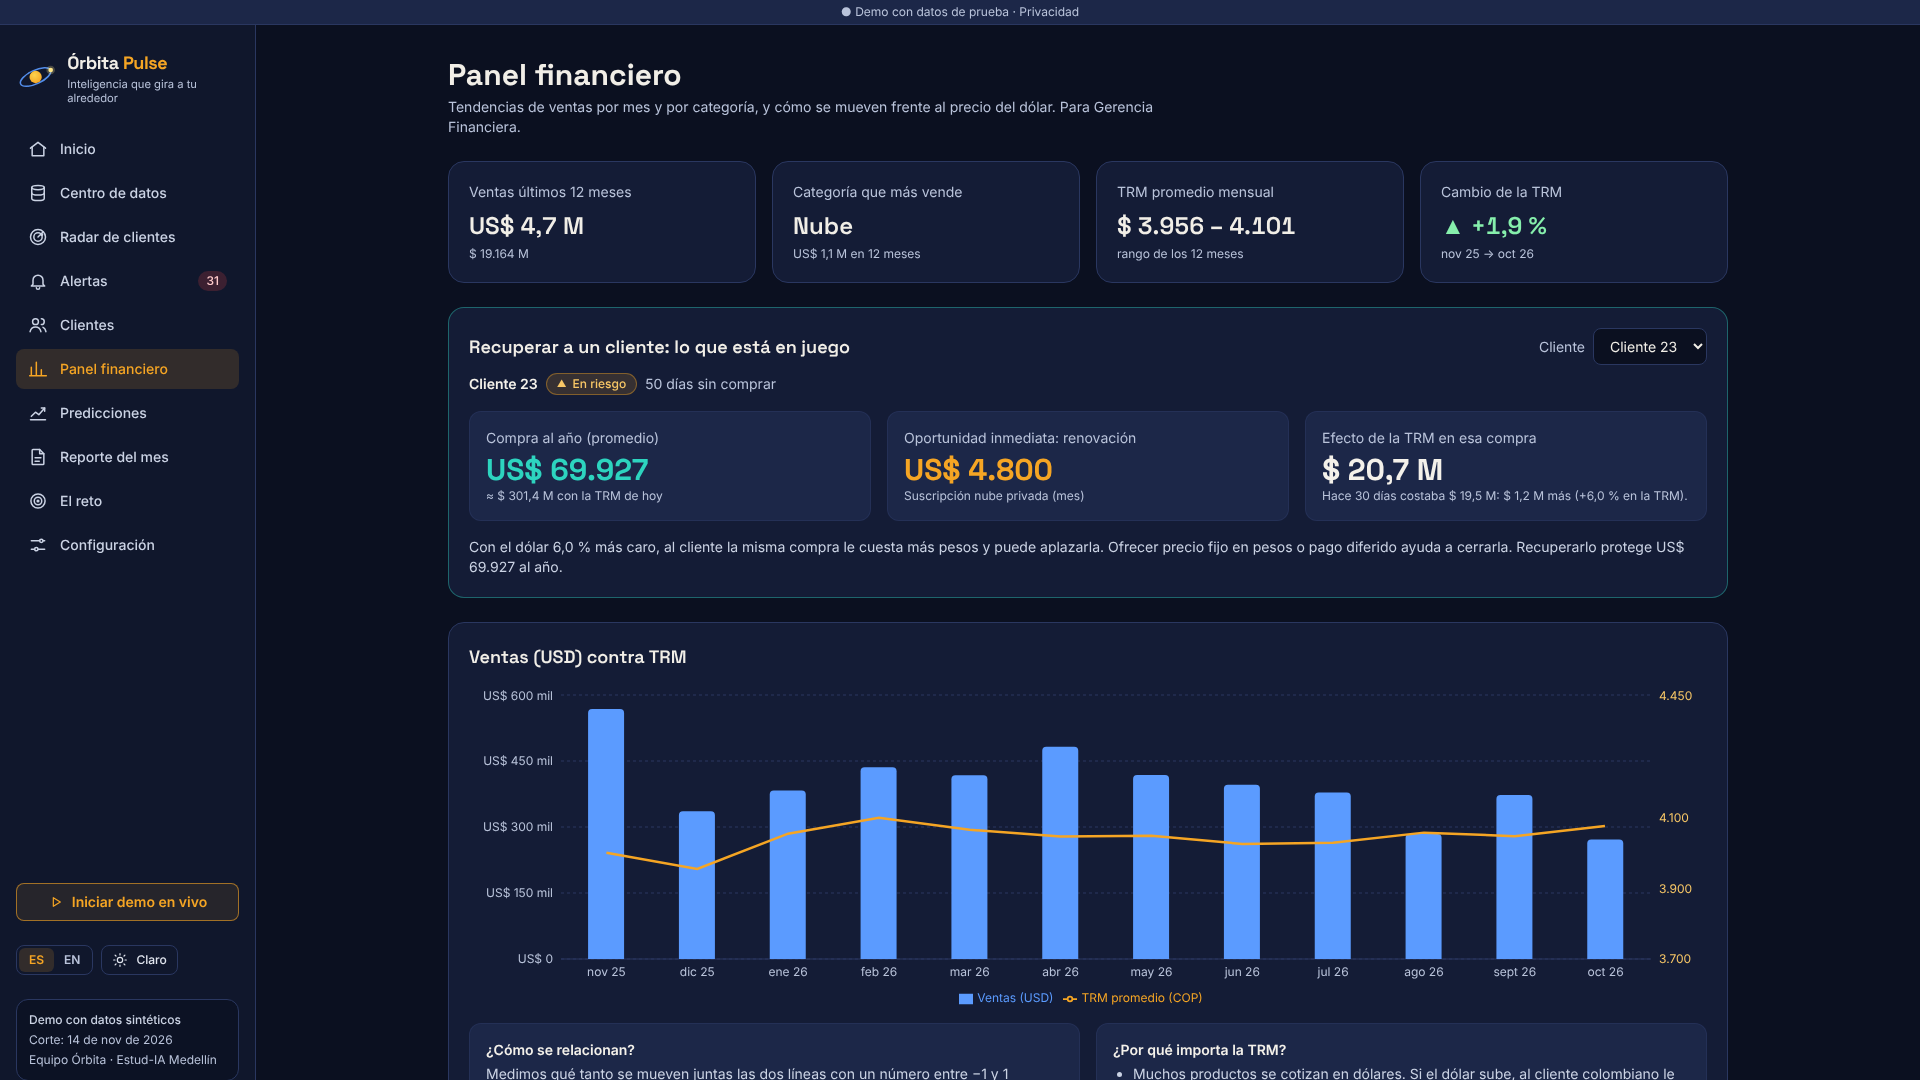 Demo con datos de prueba · Privacidad
Órbita Pulse
Inteligencia que gira a tu
alrededor
Inicio
Centro de datos
Radar de clientes
Alertas 31
Clientes
Panel financiero
Predicciones
Reporte del mes
El reto
Configuración
Iniciar demo en vivo
ES EN Claro
Demo con datos sintéticos
Corte: 14 de nov de 2026
Equipo Órbita · Estud-IA Medellín
Panel financiero
Tendencias de ventas por mes y por categoría, y cómo se mueven frente al precio del dólar. Para Gerencia
Financiera.
Ventas últimos 12 meses
US$ 4,7 M
$ 19.164 M
Categoría que más vende
Nube
US$ 1,1 M en 12 meses
TRM promedio mensual
$ 3.956 – 4.101
rango de los 12 meses
Cambio de la TRM
▲ +1,9 %
nov 25 → oct 26
Recuperar a un cliente: lo que está en juego
Cliente Cliente 23
Cliente 23 ▲ En riesgo 50 días sin comprar
Compra al año (promedio)
US$ 69.927
≈ $ 301,4 M con la TRM de hoy
Oportunidad inmediata: renovación
US$ 4.800
Suscripción nube privada (mes)
Efecto de la TRM en esa compra
$ 20,7 M
Hace 30 días costaba $ 19,5 M: $ 1,2 M más (+6,0 % en la TRM).
Con el dólar 6,0 % más caro, al cliente la misma compra le cuesta más pesos y puede aplazarla. Ofrecer precio fijo en pesos o pago diferido ayuda a cerrarla. Recuperarlo protege US$
69.927 al año.
Ventas (USD) contra TRM
US$ 600 mil
US$ 450 mil
US$ 300 mil
US$ 150 mil
US$ 0
4.450
4.100
3.900
3.700
nov 25 dic 25 ene 26 feb 26 mar 26 abr 26 may 26 jun 26 jul 26 ago 26 sept 26 oct 26
Ventas (USD) TRM promedio (COP)
¿Cómo se relacionan?
Medimos qué tanto se mueven juntas las dos líneas con un número entre −1 y 1
¿Por qué importa la TRM?
• Muchos productos se cotizan en dólares. Si el dólar sube, al cliente colombiano le